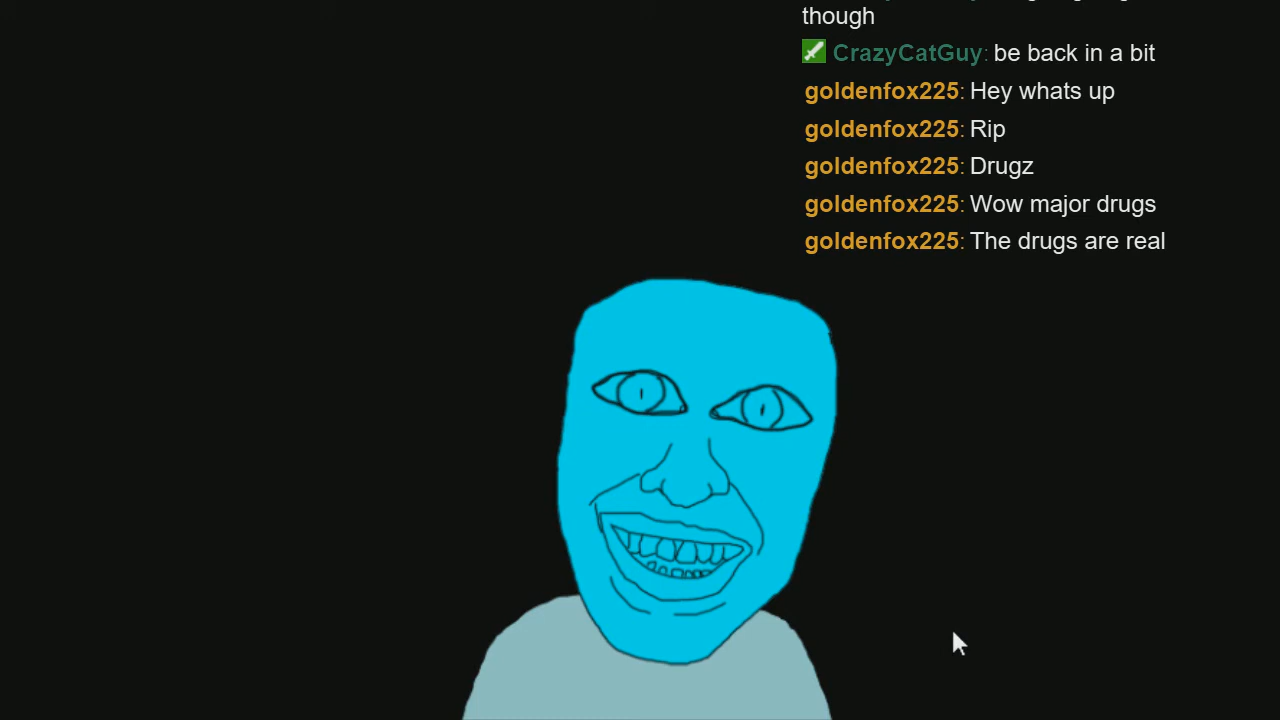 though
CrazyCatGuy: be back in a bit
goldenfox225: Hey whats up
goldenfox225: Rip
goldenfox225: Drugz
goldenfox225: Wow major drugs
goldenfox225: The drugs are real